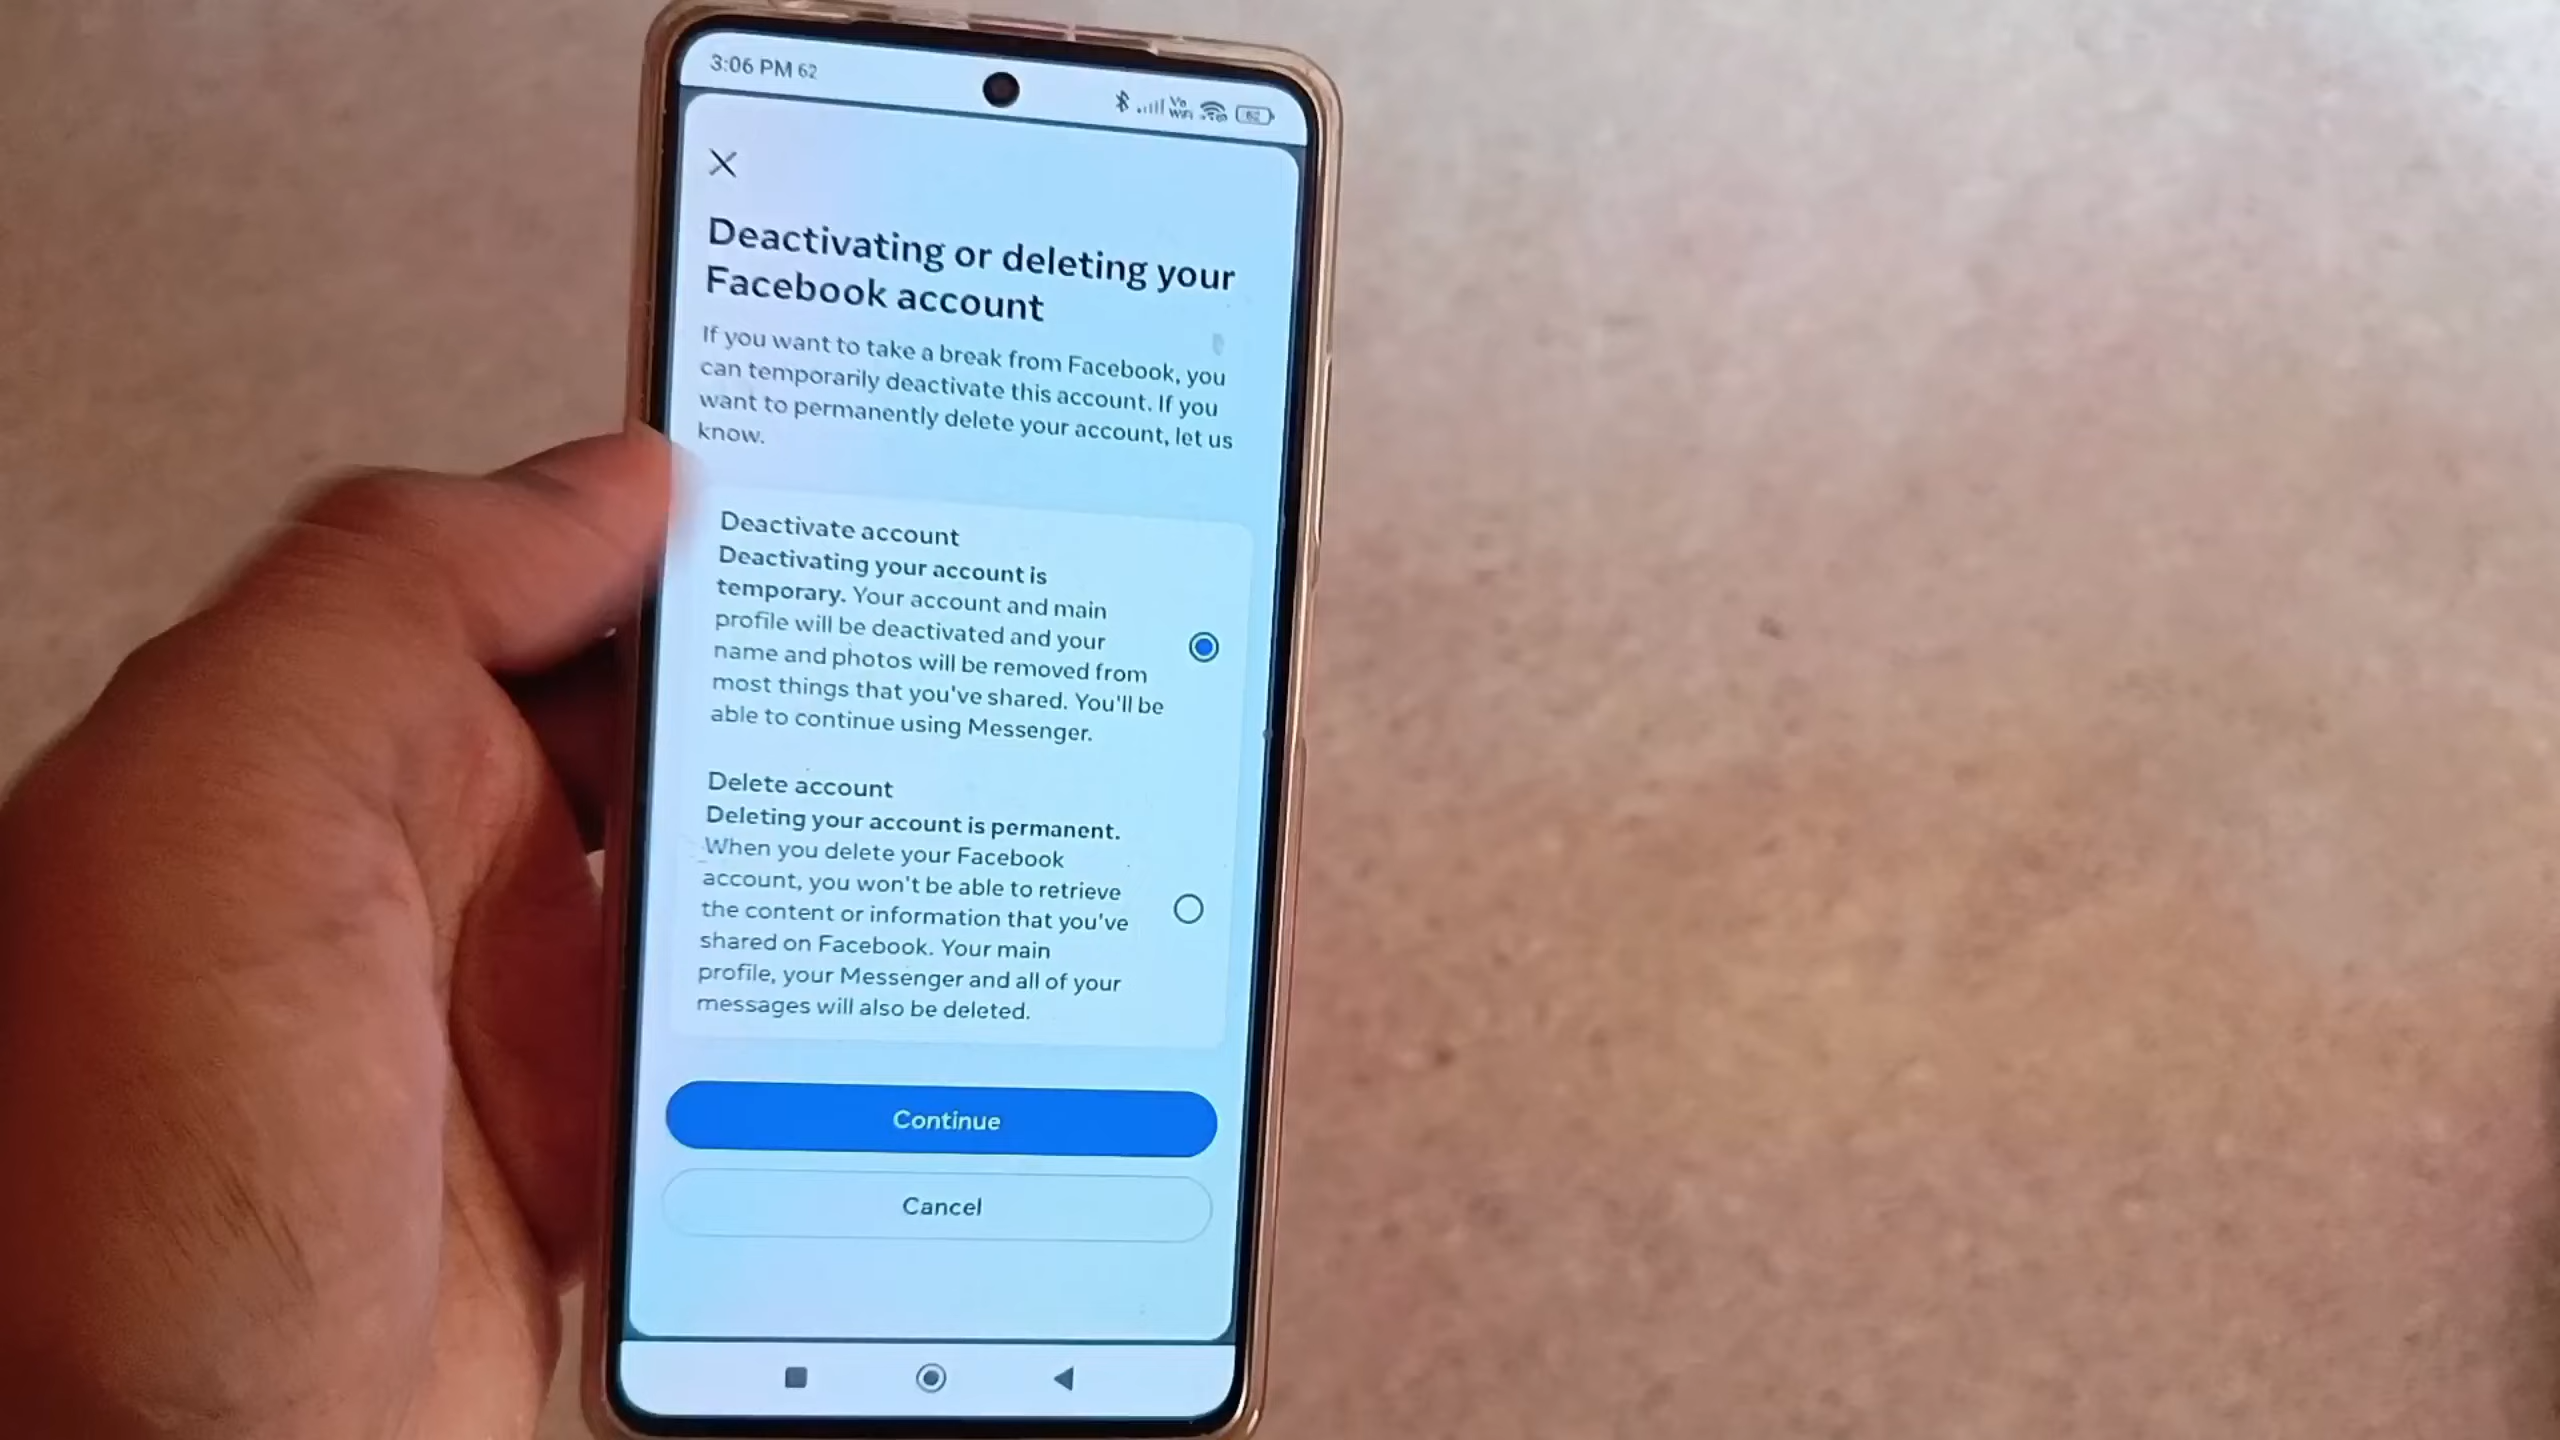 3:06 PM 62
Vo
WiFi
62
Deactivating or deleting your
Facebook account
If you want to take a break from Facebook, you
can temporarily deactivate this account. If you
want to permanently delete your account, let us
know.
Deactivate account
Deactivating your account is
temporary. Your account and main
profile will be deactivated and your
name and photos will be removed from
most things that you've shared. You'll be
able to continue using Messenger.
Delete account
Deleting your account is permanent.
When you delete your Facebook
account, you won't be able to retrieve
the content or information that you've
shared on Facebook. Your main
profile, your Messenger and all of your
messages will also be deleted.
Continue
Cancel